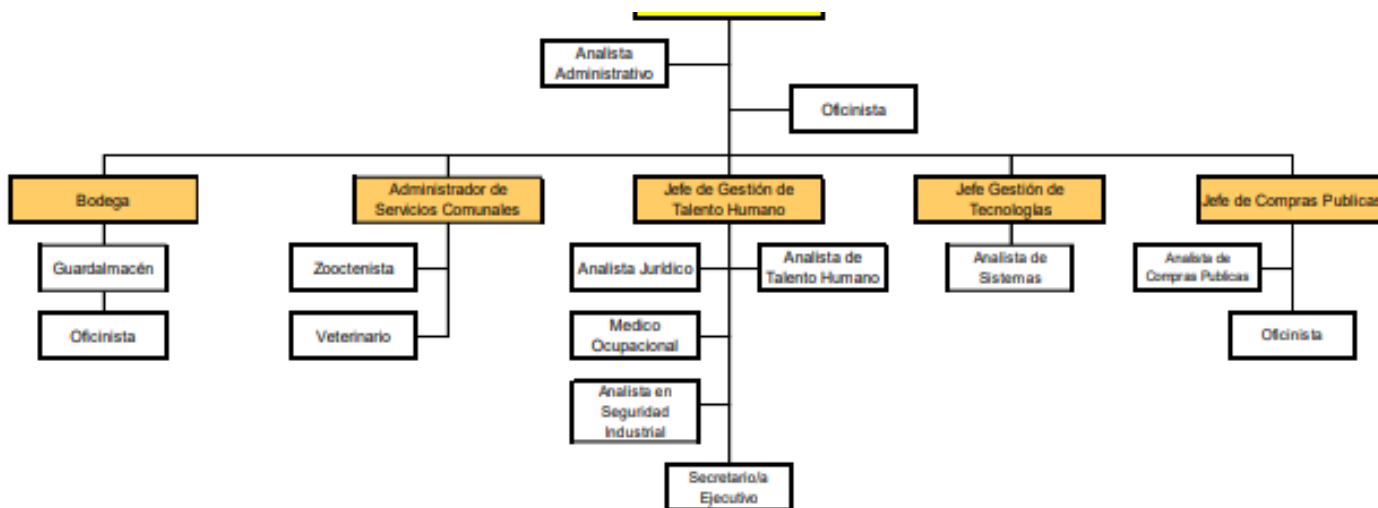 Analista
Administrativo
Oficinista
Bodega
Administrador de
Servicios Comunales
Jefe de Gestión de
Talento Humano
Jefe Gestión de
Tecnologías
Jefe de Compras Publicas
Guardalmacén
Zooctenista
Analista Jurídico
Analista de
Talento Humano
Analista de
Sistemas
Analista de
Compras Publicas
Oficinista
Veterinario
Medico
Ocupacional
Oficinista
Analista en
Seguridad
Industrial
Secretario/a
Ejecutivo